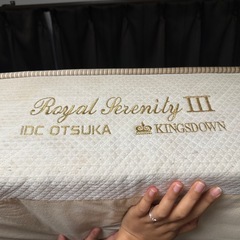 Royal Serenity III
IDC OTSUKA KINGSDOWN